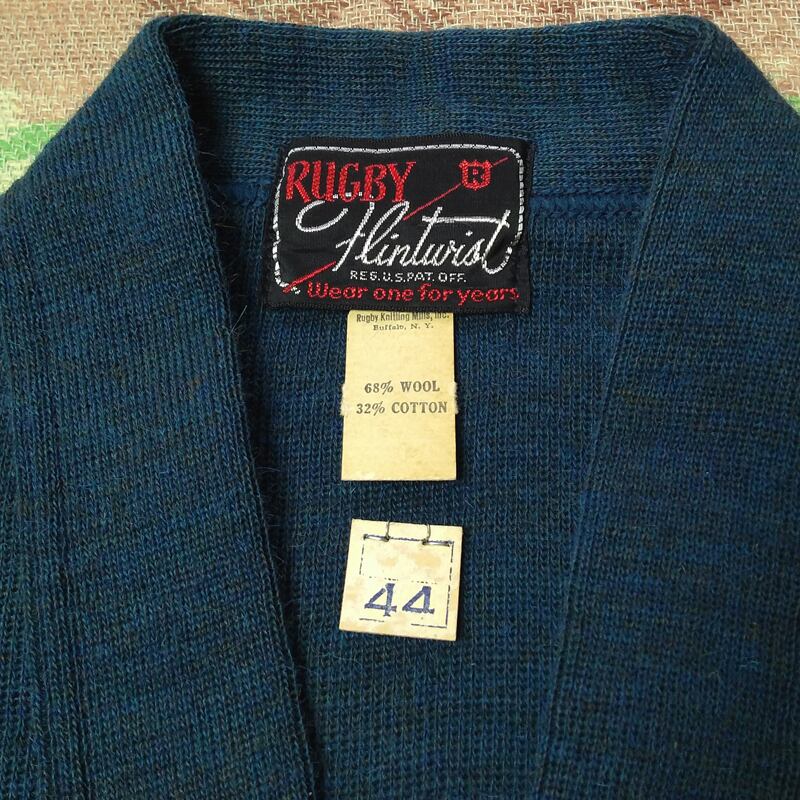 RUGBY R
Flintwist
REG. U.S. PAT. OFF.
Wear one for years
Rugby Knitting Mills, Inc.
Buffalo, N. Y.
68% WOOL
32% COTTON
44